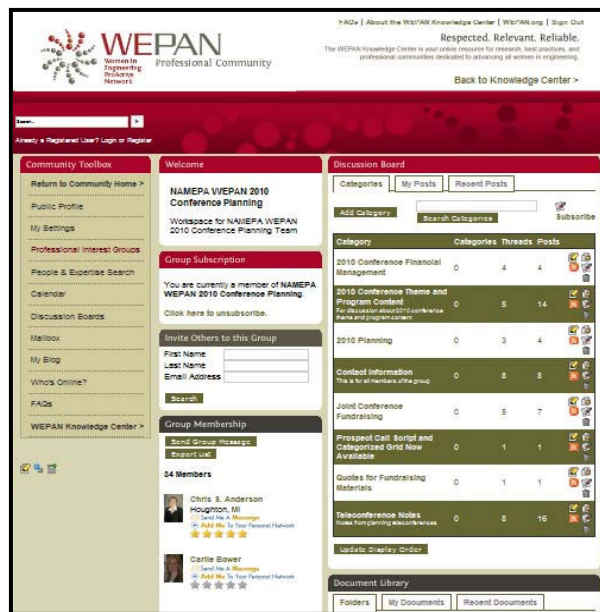 FAQs | About the WEPAN Knowledge Center | WEPAN.org | Sign Out
WEPAN
Women in
Engineering
ProActive
Network
Professional Community
Respected. Relevant. Reliable.
The WEPAN Knowledge Center is your online resource for research, best practices, and
professional communities dedicated to advancing all women in engineering.
Back to Knowledge Center >
Search...
Already a Registered User? Login or Register
Community Toolbox
Return to Community Home >
Public Profile
My Settings
Professional Interest Groups
People & Expertise Search
Calendar
Discussion Boards
Mailbox
My Blog
Who's Online?
FAQs
WEPAN Knowledge Center >
Welcome
NAMEPA WEPAN 2010
Conference Planning
Workspace for NAMEPA WEPAN
2010 Conference Planning Team
Group Subscription
You are currently a member of NAMEPA
WEPAN 2010 Conference Planning.
Click here to unsubscribe.
Invite Others to this Group
First Name
Last Name
Email Address
Search
Group Membership
Send Group Message
Export List
34 Members
Chris S. Anderson
Houghton, MI
Send Me A Message
Add Me To Your Personal Network
Carlie Bower
Send Me A Message
Add Me To Your Personal Network
Discussion Board
Categories My Posts Recent Posts
Add Category
Search Categories
Subscribe
Category Categories Threads Posts
2010 Conference Financial
Management 0 4 4
2010 Conference Theme and
Program Content 0 5 14
For discussion about 2010 conference
theme and program content
2010 Planning 0 3 4
Contact Information 0 8 8
This is for all members of the group
Joint Conference
Fundraising 0 5 7
Prospect Call Script and
Categorized Grid Now
Available 0 1 1
Quotes for Fundraising
Materials 0 1 1
Teleconference Notes 0 8 16
Notes from planning teleconferences
Update Display Order
Document Library
Folders My Documents Recent Documents